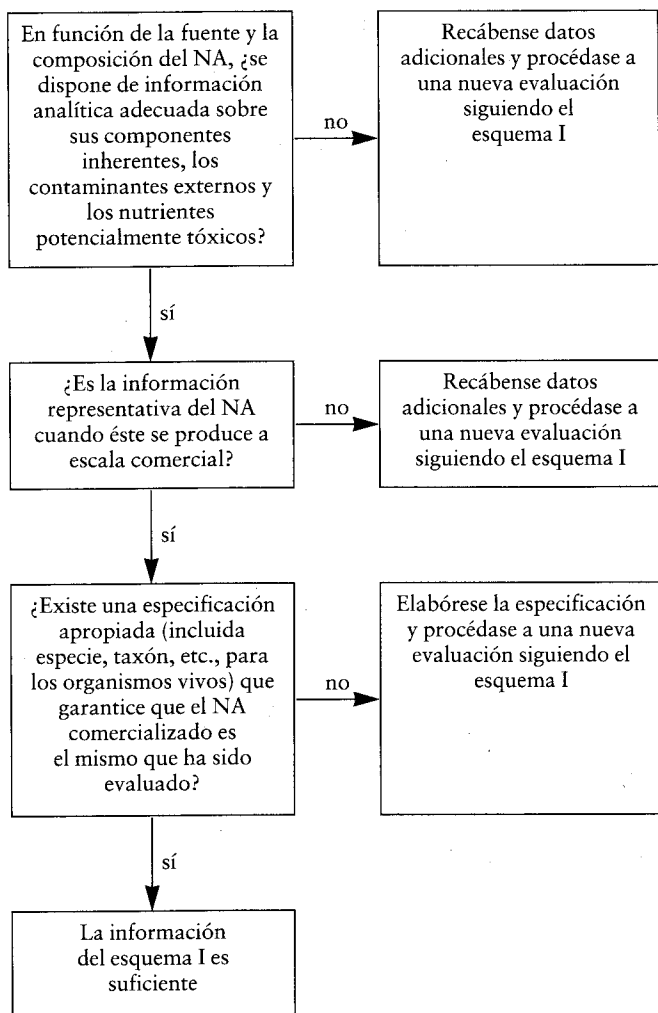 En función de la fuente y la
composición del NA, ¿se
dispone de información
analítica adecuada sobre
sus componentes
inherentes, los
contaminantes externos y
los nutrientes
potencialmente tóxicos?
no
Recábense datos
adicionales y procédase a
una nueva evaluación
siguiendo el
esquema I
sí
¿Es la información
representativa del NA
cuando éste se produce a
escala comercial?
no
Recábense datos
adicionales y procédase a
una nueva evaluación
siguiendo el esquema I
sí
¿Existe una especificación
apropiada (incluida
especie, taxón, etc., para
los organismos vivos) que
garantice que el NA
comercializado es
el mismo que ha sido
evaluado?
no
Elabórese la especificación
y procédase a una nueva
evaluación siguiendo el
esquema I
sí
La información
del esquema I es
suficiente